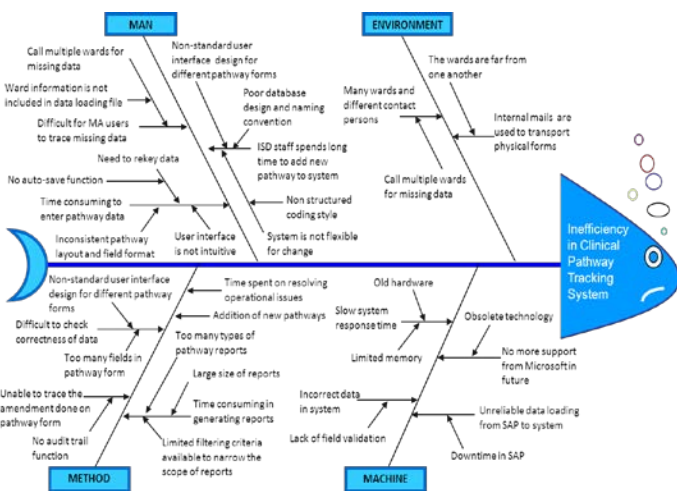 MAN
ENVIRONMENT
Call multiple wards for
missing data
Non-standard user
interface design for
different pathway forms
Ward information is not
included in data loading file
Poor database
design and naming
convention
Difficult for MA users
to trace missing data
ISD staff spends long
time to add new
pathway to system
Need to rekey data
No auto-save function
Time consuming to
enter pathway data
Non structured
coding style
Inconsistent pathway
layout and field format
User interface
is not intuitive
System is not flexible
for change
The wards are far from
one another
Many wards and
different contact
persons
Internal mails are
used to transport
physical forms
Call multiple wards
for missing data
Inefficiency
in Clinical
Pathway
Tracking
System
Non-standard user interface
design for different pathway
forms
Time spent on resolving
operational issues
Addition of new pathways
Difficult to check
correctness of data
Too many types of
pathway reports
Too many fields in
pathway form
Large size of reports
Unable to trace the
amendment done on
pathway form
Time consuming in
generating reports
No audit trail
function
Limited filtering criteria
available to narrow the
scope of reports
Old hardware
Slow system
response time
Obsolete technology
Limited memory
No more support
from Microsoft in
future
Incorrect data
in system
Unreliable data loading
from SAP to system
Lack of field validation
Downtime in SAP
METHOD
MACHINE